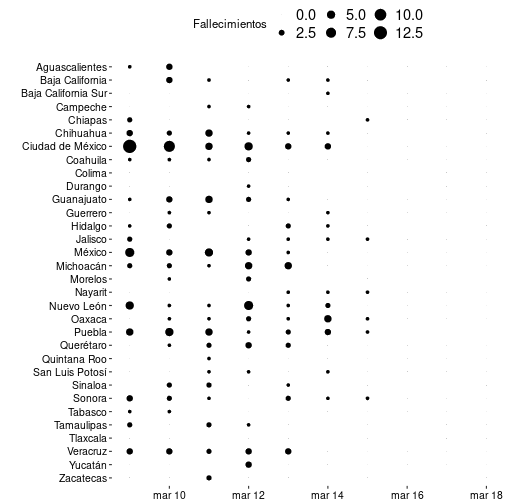 Fallecimientos 0.0 5.0 10.0
2.5 7.5 12.5
Aguascalientes
Baja California
Baja California Sur
Campeche
Chiapas
Chihuahua
Ciudad de México
Coahuila
Colima
Durango
Guanajuato
Guerrero
Hidalgo
Jalisco
México
Michoacán
Morelos
Nayarit
Nuevo León
Oaxaca
Puebla
Querétaro
Quintana Roo
San Luis Potosí
Sinaloa
Sonora
Tabasco
Tamaulipas
Tlaxcala
Veracruz
Yucatán
Zacatecas
mar 10 mar 12 mar 14 mar 16 mar 18